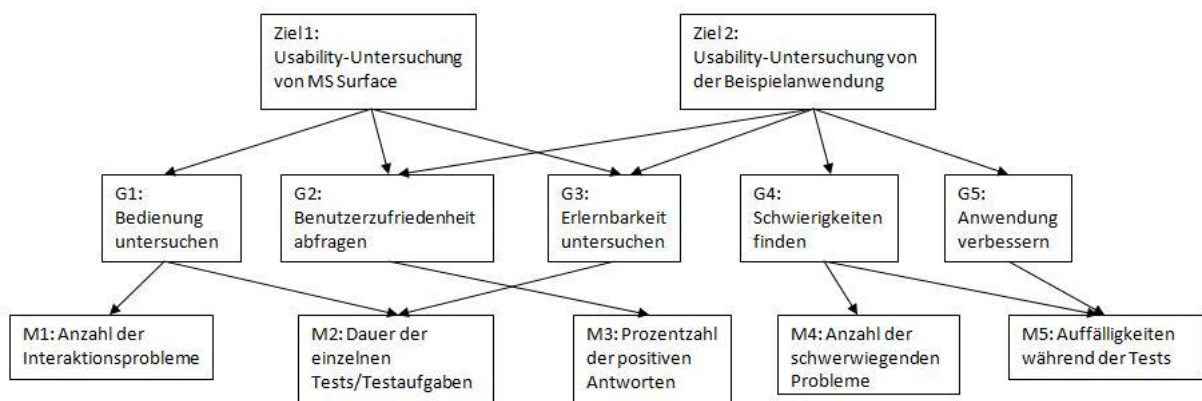 Ziel 1:
Usability-Untersuchung
von MS Surface
Ziel 2:
Usability-Untersuchung von
der Beispielanwendung
G1:
Bedienung
untersuchen
G2:
Benutzerzufriedenheit
abfragen
G3:
Erlernbarkeit
untersuchen
G4:
Schwierigkeiten
finden
G5:
Anwendung
verbessern
M1: Anzahl der
Interaktionsprobleme
M2: Dauer der
einzelnen
Tests/Testaufgaben
M3: Prozentzahl
der positiven
Antworten
M4: Anzahl der
schwerwiegenden
Probleme
M5: Auffälligkeiten
während der Tests